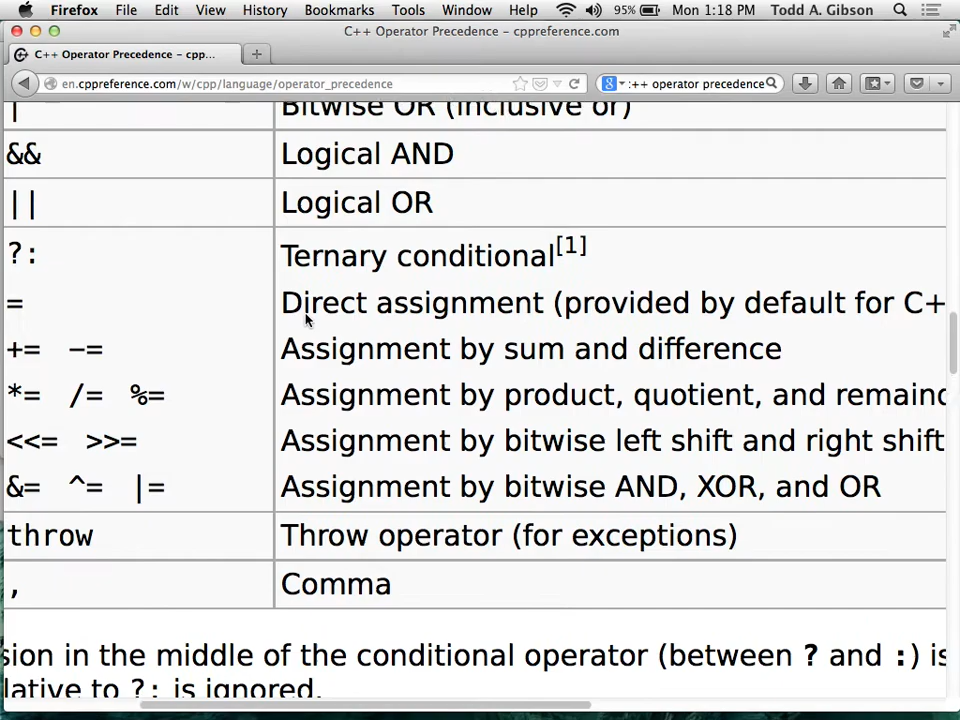 Firefox File Edit View History Bookmarks Tools Window Help 95% Mon 1:18 PM Todd A. Gibson
C++ Operator Precedence – cppreference.com
C++ Operator Precedence – cpp...
en.cppreference.com/w/cpp/language/operator_precedence :++ operator precedence
| Bitwise OR (inclusive or)
&& Logical AND
|| Logical OR
?: Ternary conditional[1]
= Direct assignment (provided by default for C+
+= −= Assignment by sum and difference
*= /= %= Assignment by product, quotient, and remaind
<<= >>= Assignment by bitwise left shift and right shift
&= ^= |= Assignment by bitwise AND, XOR, and OR
throw Throw operator (for exceptions)
, Comma
sion in the middle of the conditional operator (between ? and :) is
lative to ?: is ignored.